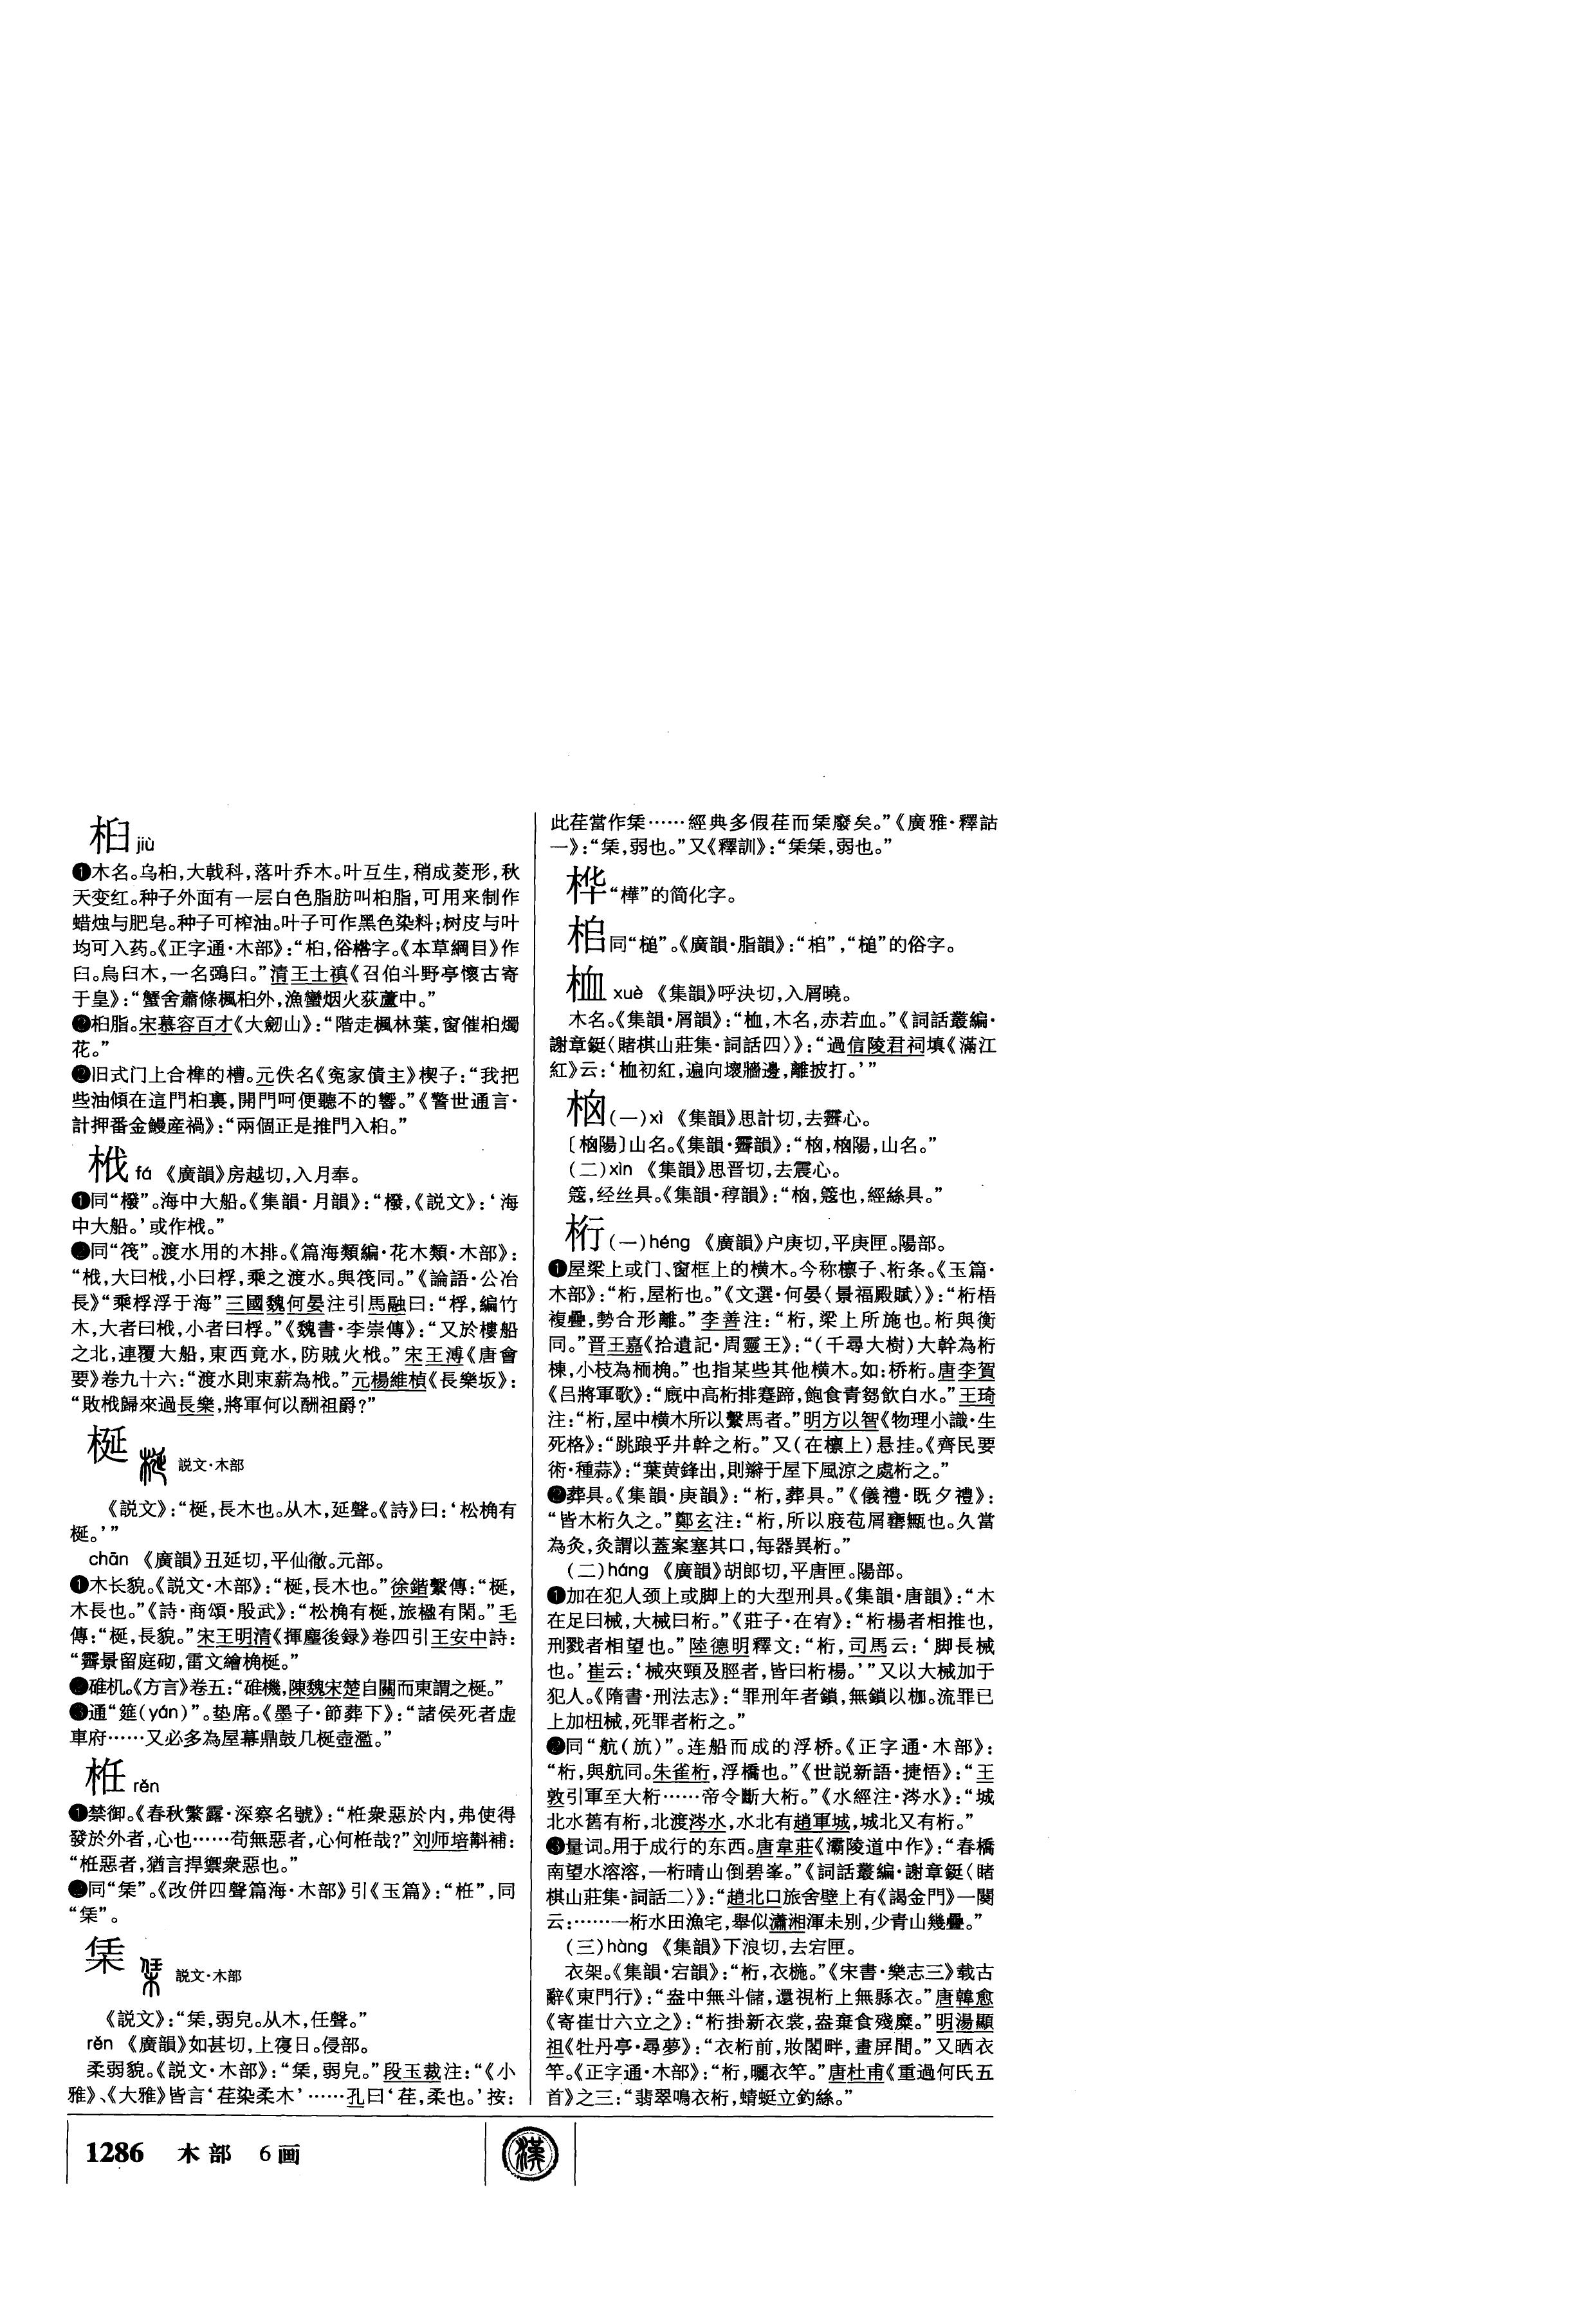 桕 jiù
❶木名。乌桕，大戟科，落叶乔木。叶互生，稍成菱形，秋
天变红。种子外面有一层白色脂肪叫桕脂，可用来制作
蜡烛与肥皂。种子可榨油。叶子可作黑色染料；树皮与叶
均可入药。《正字通·木部》：“桕，俗㮲字。《本草綱目》作
臼。烏臼木，一名鵶臼。”清王士禛《召伯斗野亭懷古寄
于皇》：“蟹舍蕭條楓桕外，漁蠻烟火荻蘆中。”
❷桕脂。宋慕容百才《大劒山》：“階走楓林葉，窗催桕燭
花。”
❷旧式门上合榫的槽。元佚名《寃家債主》楔子：“我把
些油傾在這門桕裏，開門呵便聽不的響。”《警世通言·
計押番金鰻産禍》：“兩個正是推門入桕。”
栰 fá 《廣韻》房越切，入月奉。
❶同“橃”。海中大船。《集韻·月韻》：“橃，《説文》：‘海
中大船。’或作栰。”
❷同“筏”。渡水用的木排。《篇海類編·花木類·木部》：
“栰，大曰栰，小曰桴，乘之渡水。與筏同。”《論語·公冶
長》“乘桴浮于海”三國魏何晏注引馬融曰：“桴，編竹
木，大者曰栰，小者曰桴。”《魏書·李崇傳》：“又於樓船
之北，連覆大船，東西竟水，防賊火栰。”宋王溥《唐會
要》卷九十六：“渡水則束薪為栰。”元楊維楨《長樂坂》：
“敗栰歸來過長樂，將軍何以酬祖爵？”
梴 説文·木部
《説文》：“梴，長木也。从木，延聲。《詩》曰：‘松桷有
梴。’”
chān 《廣韻》丑延切，平仙徹。元部。
❶木长貌。《説文·木部》：“梴，長木也。”徐鍇繫傳：“梴，
木長也。”《詩·商頌·殷武》：“松桷有梴，旅楹有閑。”毛
傳：“梴，長貌。”宋王明清《揮麈後録》卷四引王安中詩：
“霽景留庭砌，雷文繪桷梴。”
❷碓机。《方言》卷五：“碓機，陳魏宋楚自關而東謂之梴。”
❸通“筵（yán）”。垫席。《墨子·節葬下》：“諸侯死者虚
車府……又必多為屋幕鼎鼓几梴壺濫。”
栣 rěn
❶禁御。《春秋繁露·深察名號》：“栣衆惡於内，弗使得
發於外者，心也……苟無惡者，心何栣哉？”刘师培斠補：
“栣惡者，猶言捍禦衆惡也。”
❷同“栠”。《改併四聲篇海·木部》引《玉篇》：“栣”，同
“栠”。
栠 説文·木部
《説文》：“栠，弱皃。从木，任聲。”
rěn 《廣韻》如甚切，上寑日。侵部。
柔弱貌。《説文·木部》：“栠，弱皃。”段玉裁注：“《小
雅》、《大雅》皆言‘荏染柔木’……孔曰‘荏，柔也。’按：
此荏當作栠……經典多假荏而栠廢矣。”《廣雅·釋詁
一》：“栠，弱也。”又《釋訓》：“栠栠，弱也。”
桦 “樺”的简化字。
桘 同“槌”。《廣韻·脂韻》：“桘”，“槌”的俗字。
桖 xuè 《集韻》呼決切，入屑曉。
木名。《集韻·屑韻》：“桖，木名，赤若血。”《詞話叢編·
謝章鋌〈賭棋山莊集·詞話四〉》：“過信陵君祠填《滿江
紅》云：‘桖初紅，遍向壞牆邊，離披打。’”
㭡（一）xì 《集韻》思計切，去霽心。
〔㭡陽〕山名。《集韻·霽韻》：“㭡，㭡陽，山名。”
（二）xìn 《集韻》思晋切，去震心。
篗，经丝具。《集韻·稕韻》：“㭡，篗也，經絲具。”
桁（一）héng 《廣韻》户庚切，平庚匣。陽部。
❶屋梁上或门、窗框上的横木。今称檩子、桁条。《玉篇·
木部》：“桁，屋桁也。”《文選·何晏〈景福殿賦〉》：“桁梧
複疊，勢合形離。”李善注：“桁，梁上所施也。桁與衡
同。”晋王嘉《拾遺記·周靈王》：“（千尋大樹）大幹為桁
棟，小枝為栭桷。”也指某些其他横木。如：桥桁。唐李賀
《吕將軍歌》：“廐中高桁排蹇蹄，飽食青芻飲白水。”王琦
注：“桁，屋中横木所以繫馬者。”明方以智《物理小識·生
死格》：“跳踉乎井幹之桁。”又（在檩上）悬挂。《齊民要
術·種蒜》：“葉黄鋒出，則辮于屋下風涼之處桁之。”
❷葬具。《集韻·庚韻》：“桁，葬具。”《儀禮·既夕禮》：
“皆木桁久之。”鄭玄注：“桁，所以庪苞屑罋甒也。久當
為灸，灸謂以蓋案塞其口，每器異桁。”
（二）háng 《廣韻》胡郎切，平唐匣。陽部。
❶加在犯人颈上或脚上的大型刑具。《集韻·唐韻》：“木
在足曰械，大械曰桁。”《莊子·在宥》：“桁楊者相推也，
刑戮者相望也。”陸德明釋文：“桁，司馬云：‘脚長械
也。’崔云：‘械夾頸及脛者，皆曰桁楊。’”又以大械加于
犯人。《隋書·刑法志》：“罪刑年者鎖，無鎖以枷。流罪已
上加杻械，死罪者桁之。”
❷同“航（斻）”。连船而成的浮桥。《正字通·木部》：
“桁，與航同。朱雀桁，浮橋也。”《世説新語·捷悟》：“王
敦引軍至大桁……帝令斷大桁。”《水經注·涔水》：“城
北水舊有桁，北渡涔水，水北有趙軍城，城北又有桁。”
❸量词。用于成行的东西。唐韋莊《灞陵道中作》：“春橋
南望水溶溶，一桁晴山倒碧峯。”《詞話叢編·謝章鋌〈賭
棋山莊集·詞話二〉》：“趙北口旅舍壁上有《謁金門》一闋
云：……一桁水田漁宅，舉似瀟湘渾未别，少青山幾疊。”
（三）hàng 《集韻》下浪切，去宕匣。
衣架。《集韻·宕韻》：“桁，衣椸。”《宋書·樂志三》载古
辭《東門行》：“盎中無斗儲，還視桁上無縣衣。”唐韓愈
《寄崔廿六立之》：“桁掛新衣裳，盎棄食殘糜。”明湯顯
祖《牡丹亭·尋夢》：“衣桁前，妝閣畔，畫屏間。”又晒衣
竿。《正字通·木部》：“桁，曬衣竿。”唐杜甫《重過何氏五
首》之三：“翡翠鳴衣桁，蜻蜓立釣絲。”
1286 木部 6画
漢